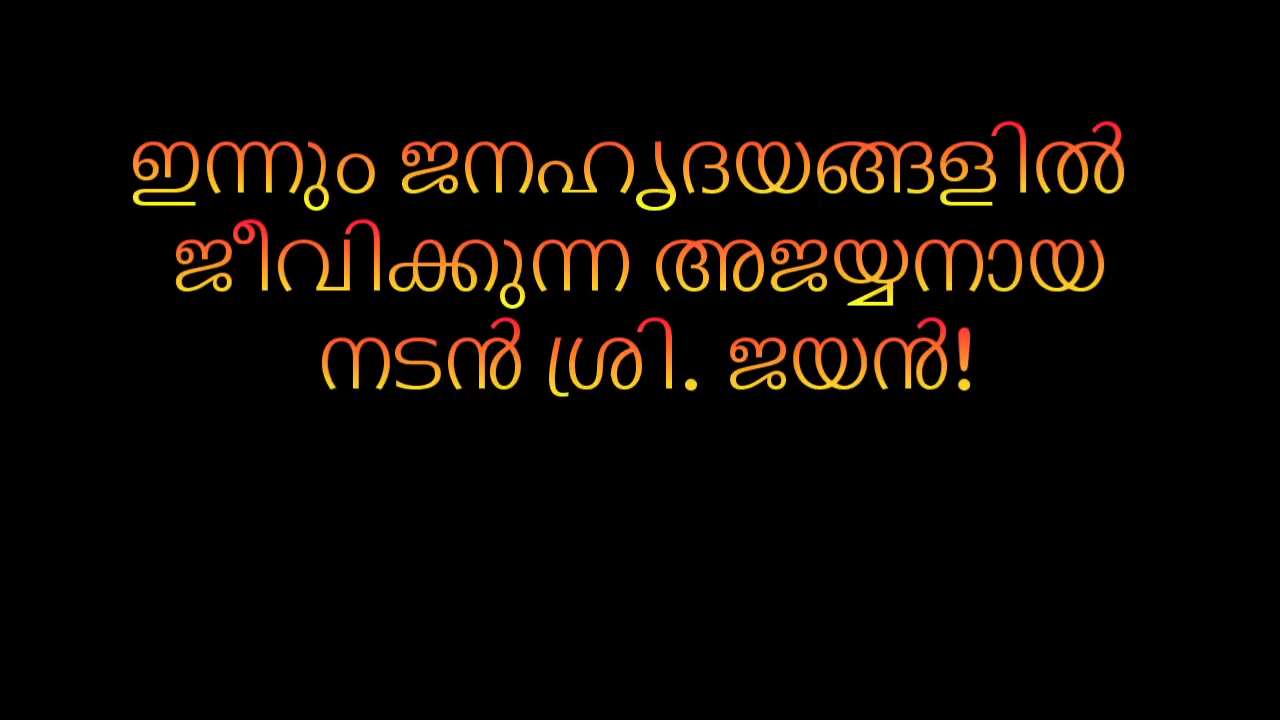 ഇന്നും ജനഹൃദയങ്ങളിൽ
ജീവിക്കുന്ന അജയ്യനായ
നടൻ ശ്രി. ജയൻ!